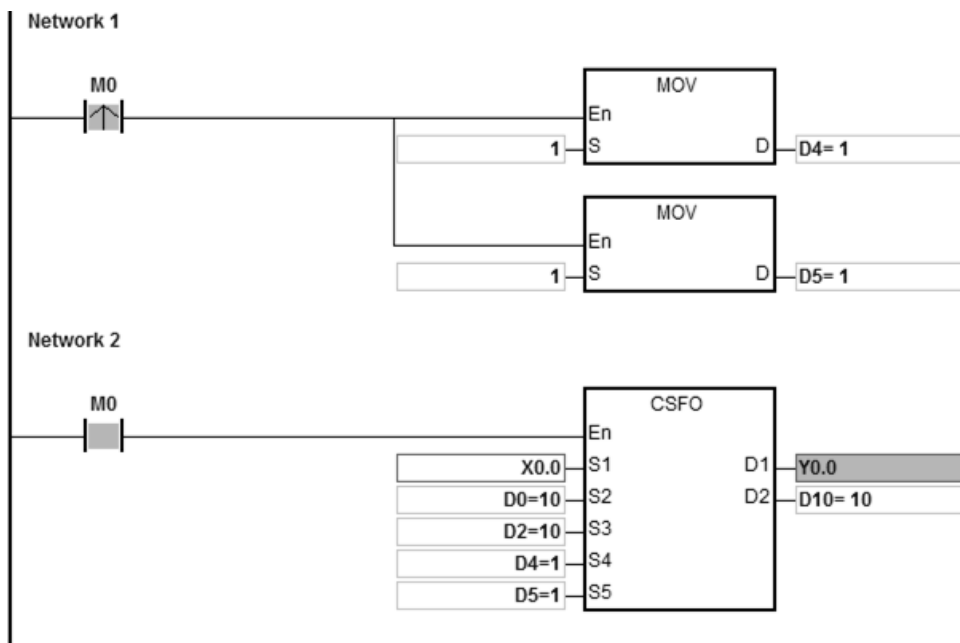 Network 1
M0
MOV
En
1 S D D4= 1
MOV
En
1 S D D5= 1
Network 2
M0
CSFO
En
X0.0 S1 D1 Y0.0
D0=10 S2 D2 D10= 10
D2=10 S3
D4=1 S4
D5=1 S5